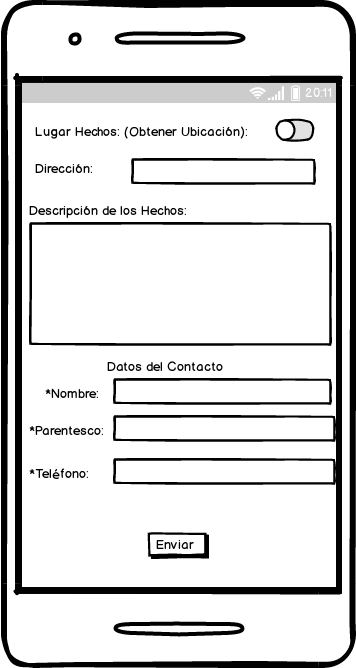 20:11
Lugar Hechos: (Obtener Ubicación):
Dirección:
Descripción de los Hechos:
Datos del Contacto
*Nombre:
*Parentesco:
*Teléfono:
Enviar